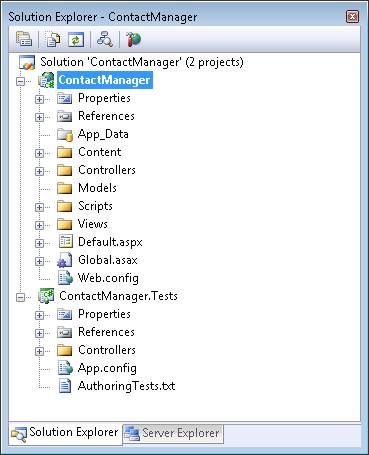 Solution Explorer - ContactManager
Solution 'ContactManager' (2 projects)
ContactManager
Properties
References
App_Data
Content
Controllers
Models
Scripts
Views
Default.aspx
Global.asax
Web.config
ContactManager.Tests
Properties
References
Controllers
App.config
AuthoringTests.txt
Solution Explorer
Server Explorer